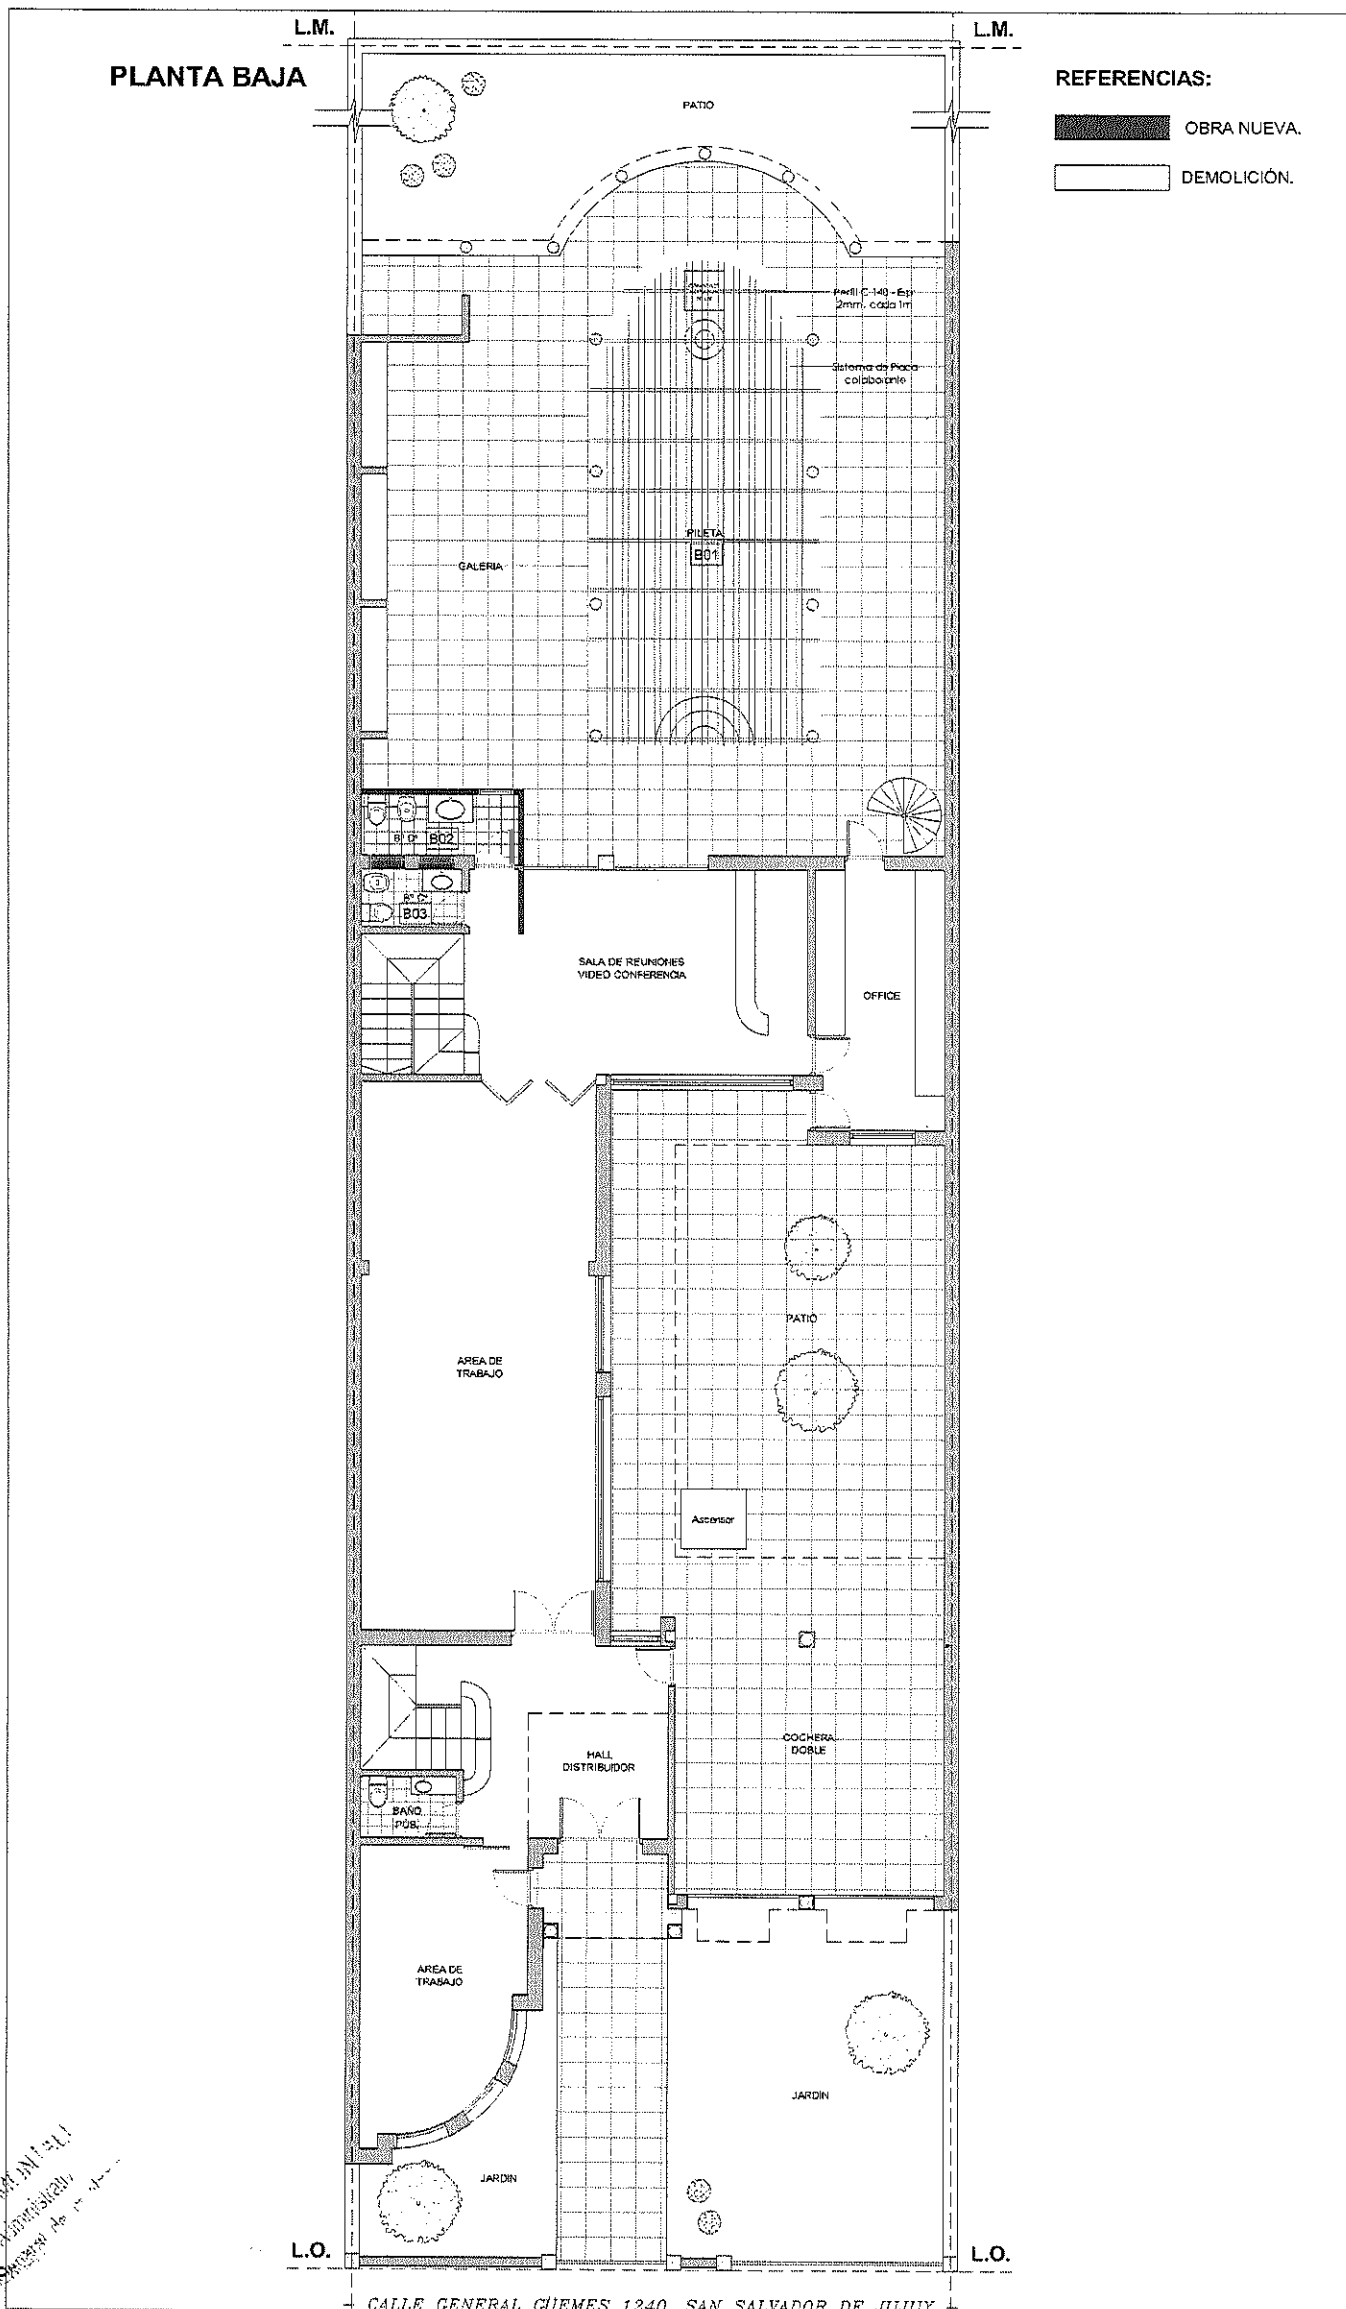 L.M.
L.M.
PLANTA BAJA
REFERENCIAS:
PATIO
OBRA NUEVA.
DEMOLICIÓN.
Perfil C-140 - Esp
2mm. cada 1m
Sistema de Placa
colaborante
PILETA
B01
GALERIA
B02
B03
SALA DE REUNIONES
VIDEO CONFERENCIA
OFFICE
PATIO
AREA DE
TRABAJO
Ascensor
COCHERA
DOBLE
HALL
DISTRIBUIDOR
BAÑO
PÚB.
AREA DE
TRABAJO
JARDIN
JARDIN
L.O.
L.O.
CALLE GENERAL GÜEMES 1240 SAN SALVADOR DE JUJUY